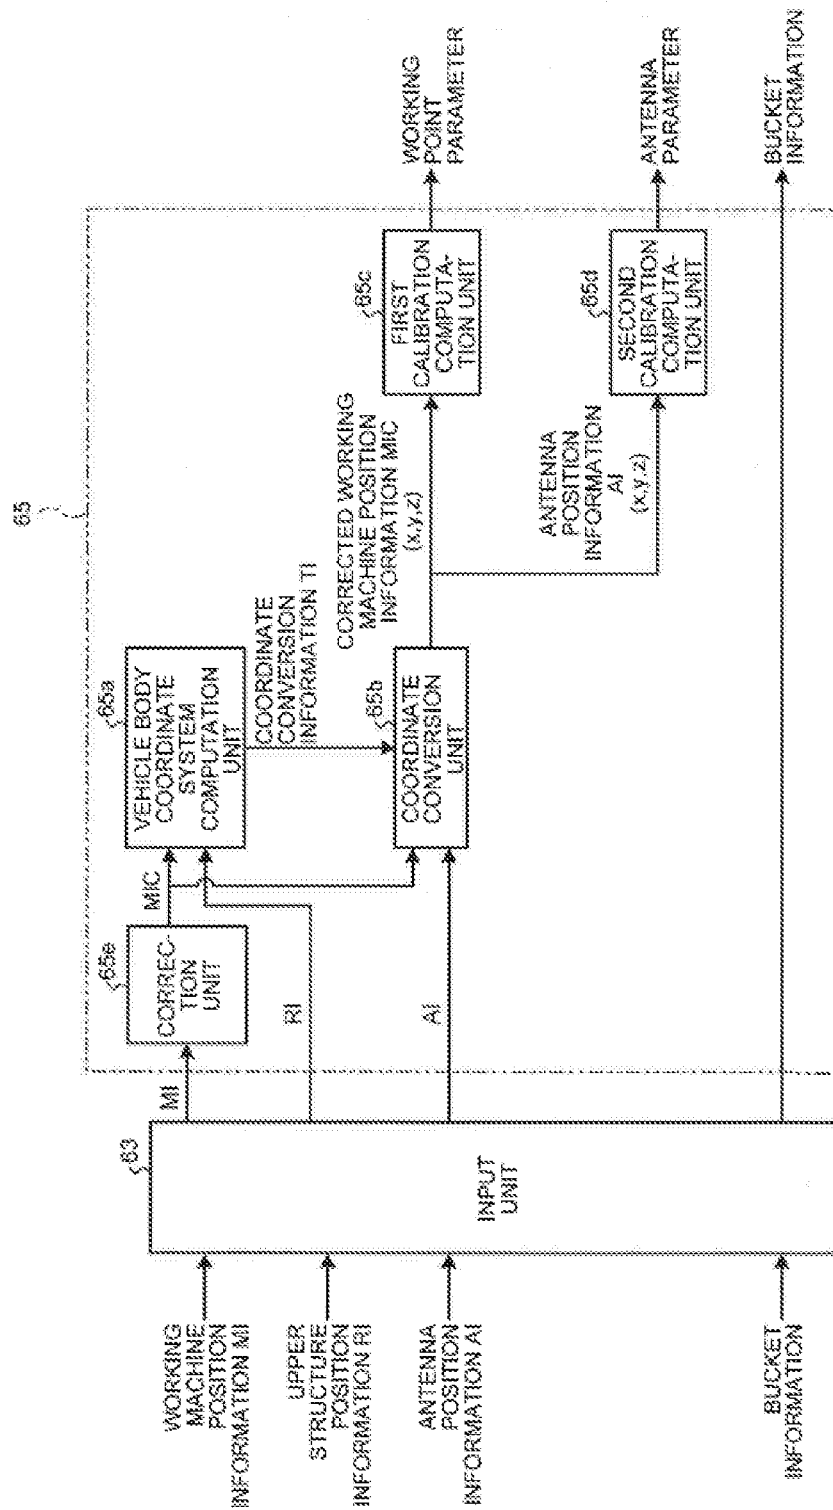 65
WORKING
MACHINE
POSITION
INFORMATION MI
UPPER
STRUCTURE
POSITION
INFORMATION RI
ANTENNA
POSITION
INFORMATION AI
BUCKET
INFORMATION
63
INPUT
UNIT
MI
RI
AI
65e
CORREC-
TION
UNIT
MIC
65a
VEHICLE BODY
COORDINATE
SYSTEM
COMPUTATION
UNIT
COORDINATE
CONVERSION
INFORMATION TI
65b
COORDINATE
CONVERSION
UNIT
CORRECTED WORKING
MACHINE POSITION
INFORMATION MIC
(x,y,z)
ANTENNA
POSITION
INFORMATION
AI
(x,y,z)
65c
FIRST
CALIBRATION
COMPUTA-
TION UNIT
65d
SECOND
CALIBRATION
COMPUTA-
TION UNIT
WORKING
POINT
PARAMETER
ANTENNA
PARAMETER
BUCKET
INFORMATION